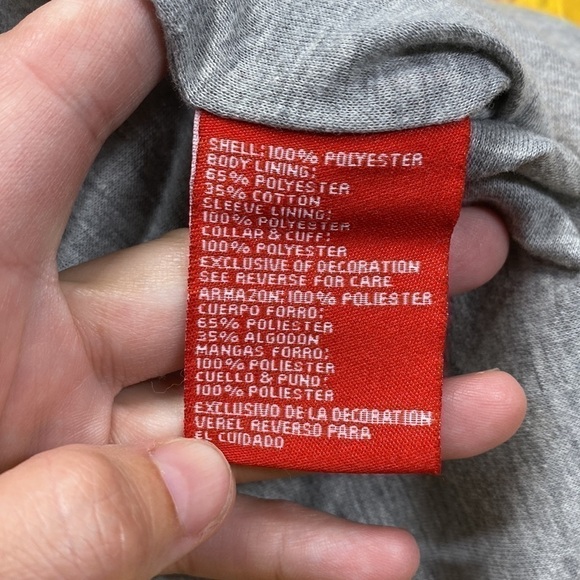 SHELL: 100% POLYESTER
BODY LINING:
65% POLYESTER
35% COTTON
SLEEVE LINING:
100% POLYESTER
COLLAR & CUFF:
100% POLYESTER
EXCLUSIVE OF DECORATION
SEE REVERSE FOR CARE
ARMAZON: 100% POLIESTER
CUERPO FORRO:
65% POLIESTER
35% ALGODON
MANGAS FORRO:
100% POLIESTER
CUELLO & PUNO:
100% POLIESTER
EXCLUSIVO DE LA DECORATION
VEREL REVERSO PARA
EL CUIDADO